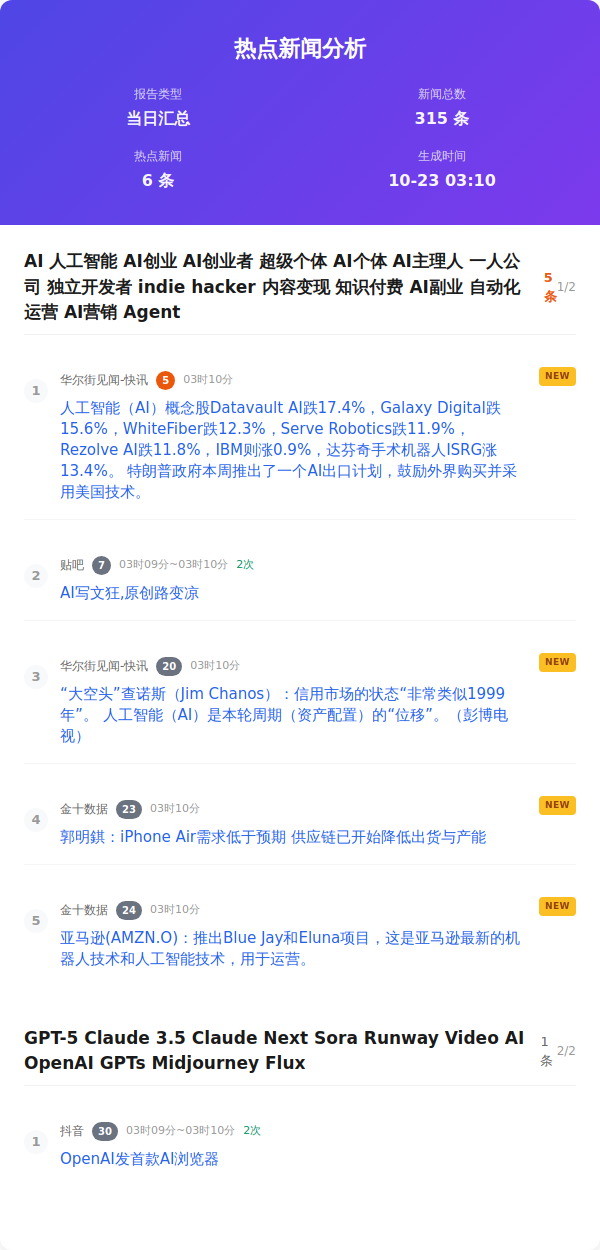 热点新闻分析
报告类型
当日汇总
新闻总数
315 条
热点新闻
6 条
生成时间
10-23 03:10
AI 人工智能 AI创业 AI创业者 超级个体 AI个体 AI主理人 一人公
司 独立开发者 indie hacker 内容变现 知识付费 AI副业 自动化
运营 AI营销 Agent
5
条
1/2
1
华尔街见闻-快讯 5 03时10分
NEW
人工智能（AI）概念股Datavault AI跌17.4%，Galaxy Digital跌
15.6%，WhiteFiber跌12.3%，Serve Robotics跌11.9%，
Rezolve AI跌11.8%，IBM则涨0.9%，达芬奇手术机器人ISRG涨
13.4%。 特朗普政府本周推出了一个AI出口计划，鼓励外界购买并采
用美国技术。
2
贴吧 7 03时09分~03时10分 2次
AI写文狂,原创路变凉
3
华尔街见闻-快讯 20 03时10分
NEW
“大空头”查诺斯（Jim Chanos）：信用市场的状态“非常类似1999
年”。 人工智能（AI）是本轮周期（资产配置）的“位移”。（彭博电
视）
4
金十数据 23 03时10分
NEW
郭明錤：iPhone Air需求低于预期 供应链已开始降低出货与产能
5
金十数据 24 03时10分
NEW
亚马逊(AMZN.O)：推出Blue Jay和Eluna项目，这是亚马逊最新的机
器人技术和人工智能技术，用于运营。
GPT-5 Claude 3.5 Claude Next Sora Runway Video AI
OpenAI GPTs Midjourney Flux
1
条
2/2
1
抖音 30 03时09分~03时10分 2次
OpenAI发首款AI浏览器